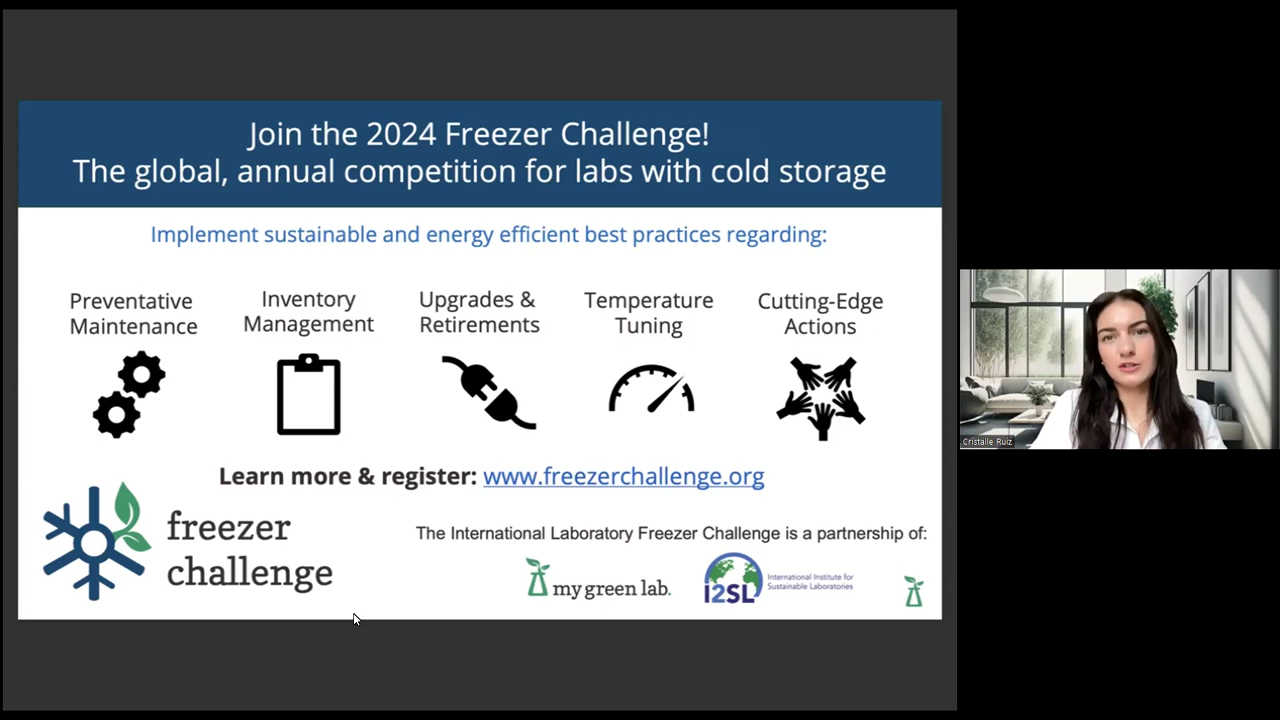 Join the 2024 Freezer Challenge!
The global, annual competition for labs with cold storage
Implement sustainable and energy efficient best practices regarding:
Preventative
Maintenance
Inventory
Management
Upgrades &
Retirements
Temperature
Tuning
Cutting-Edge
Actions
Learn more & register: www.freezerchallenge.org
freezer
challenge
The International Laboratory Freezer Challenge is a partnership of:
my green lab.
I2SL
International Institute for
Sustainable Laboratories
Cristalle Ruiz